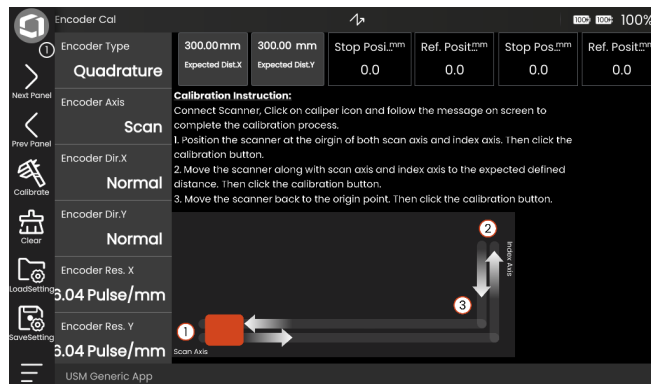 Encoder Cal
100% 100% 100%
1
Next Panel
Prev Panel
Calibrate
Clear
LoadSetting
SaveSetting
Encoder Type
Quadrature
Encoder Axis
Scan
Encoder Dir.X
Normal
Encoder Dir.Y
Normal
Encoder Res. X
6.04 Pulse/mm
Encoder Res. Y
6.04 Pulse/mm
300.00 mm
Expected Dist.X
300.00 mm
Expected Dist.Y
Stop Posi...mm
0.0
Ref. Posit...mm
0.0
Stop Pos...mm
0.0
Ref. Posit...mm
0.0
Calibration Instruction:
Connect Scanner, Click on caliper icon and follow the message on screen to
complete the calibration process.
1. Position the scanner at the oirgin of both scan axis and index axis. Then click the
calibration button.
2. Move the scanner along with scan axis and index axis to the expected defined
distance. Then click the calibration button.
3. Move the scanner back to the origin point. Then click the calibration button.
2
Index Axis
3
1
Scan Axis
USM Generic App